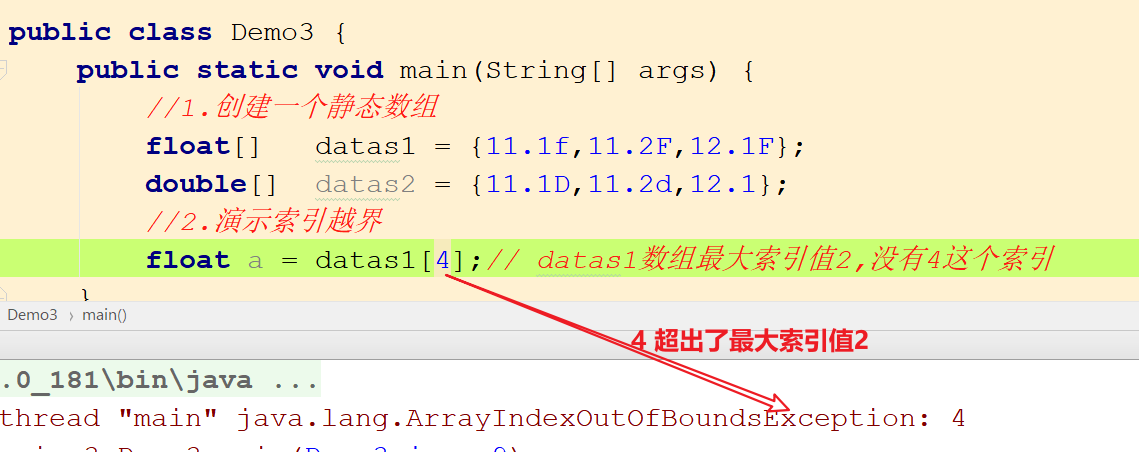 public class Demo3 {
public static void main(String[] args) {
//1.创建一个静态数组
float[] datas1 = {11.1f,11.2F,12.1F};
double[] datas2 = {11.1D,11.2d,12.1};
//2.演示索引越界
float a = datas1[4];// datas1数组最大索引值2,没有4这个索引
}
Demo3 › main()
4 超出了最大索引值2
.0_181\bin\java ...
thread "main" java.lang.ArrayIndexOutOfBoundsException: 4